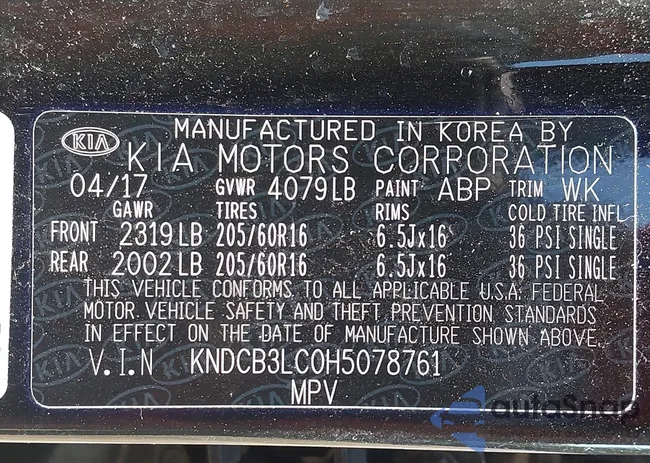 MANUFACTURED IN KOREA BY
KIA KIA MOTORS CORPORATION
04/17 GVWR 4079LB PAINT ABP TRIM WK
GAWR TIRES RIMS COLD TIRE INFL
FRONT 2319LB 205/60R16 6.5Jx16 36 PSI SINGLE
REAR 2002LB 205/60R16 6.5Jx16 36 PSI SINGLE
THIS VEHICLE CONFORMS TO ALL APPLICABLE U.S.A. FEDERAL
MOTOR VEHICLE SAFETY AND THEFT PREVENTION STANDARDS
IN EFFECT ON THE DATE OF MANUFACTURE SHOWN ABOVE.
V.I.N KNDCB3LC0H5078761
MPV
autoSnap